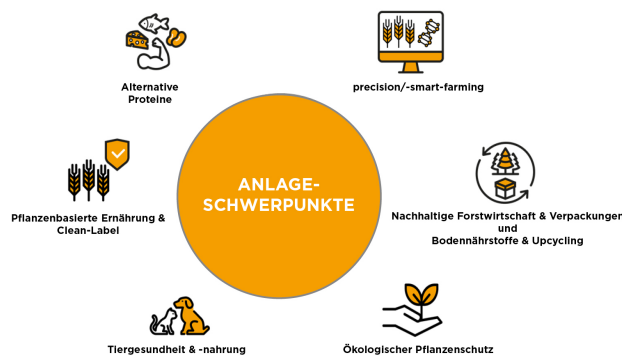 Alternative
Proteine
precision/-smart-farming
ANLAGE-
SCHWERPUNKTE
Pflanzenbasierte Ernährung &
Clean-Label
Nachhaltige Forstwirtschaft & Verpackungen
und
Bodennährstoffe & Upcycling
Tiergesundheit & -nahrung
Ökologischer Pflanzenschutz